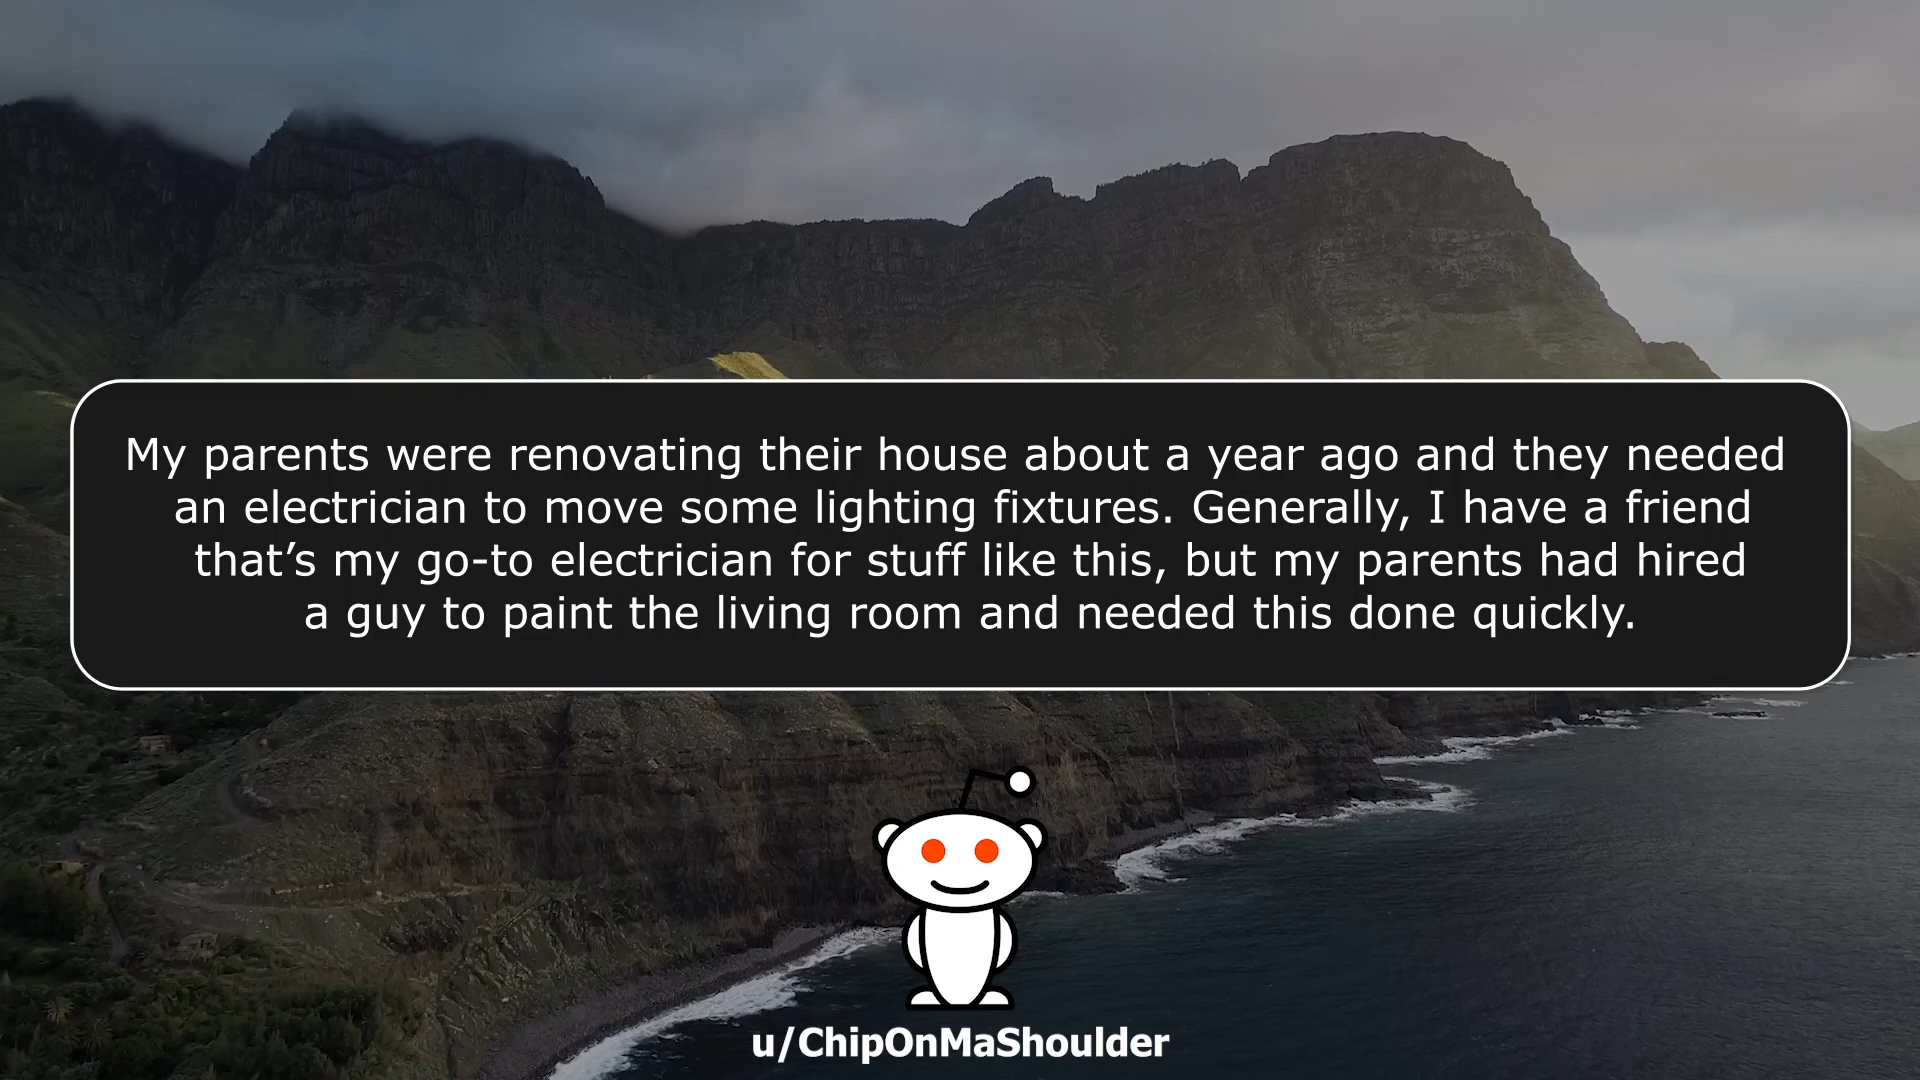 My parents were renovating their house about a year ago and they needed
an electrician to move some lighting fixtures. Generally, I have a friend
that’s my go-to electrician for stuff like this, but my parents had hired
a guy to paint the living room and needed this done quickly.
u/ChipOnMaShoulder